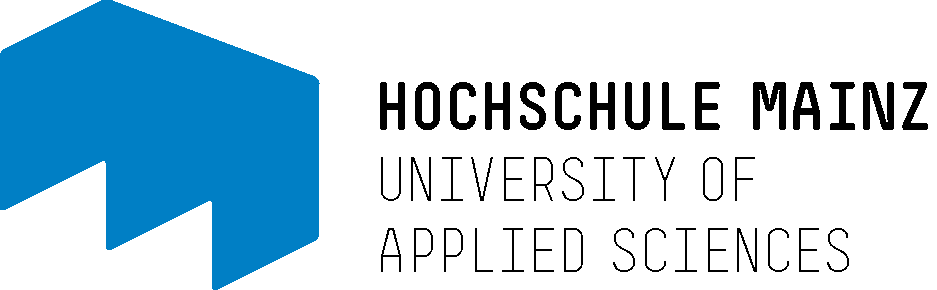 HOCHSCHULE MAINZ
UNIVERSITY OF
APPLIED SCIENCES